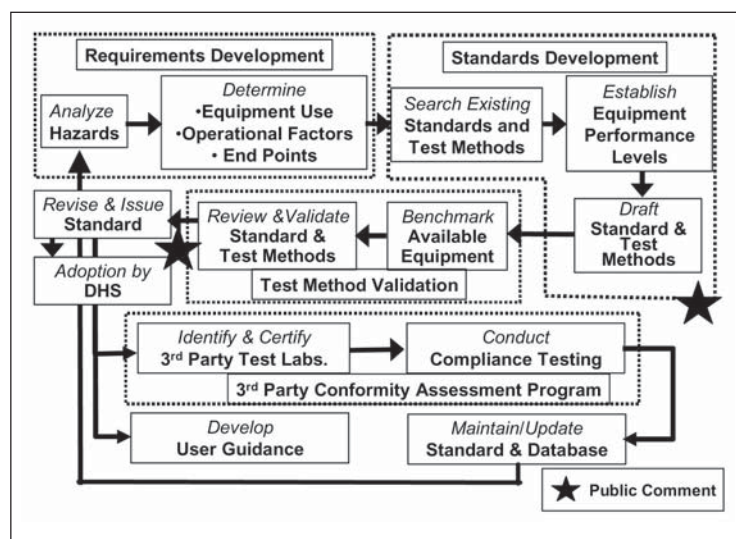 Requirements Development
Analyze
Hazards
Determine
•Equipment Use
•Operational Factors
• End Points
Standards Development
Search Existing
Standards and
Test Methods
Establish
Equipment
Performance
Levels
Draft
Standard &
Test
Methods
Benchmark
Available
Equipment
Review &Validate
Standard &
Test Methods
Test Method Validation
Revise & Issue
Standard
Adoption by
DHS
Identify & Certify
3rd Party Test Labs.
Conduct
Compliance Testing
3rd Party Conformity Assessment Program
Develop
User Guidance
Maintain/Update
Standard & Database
Public Comment